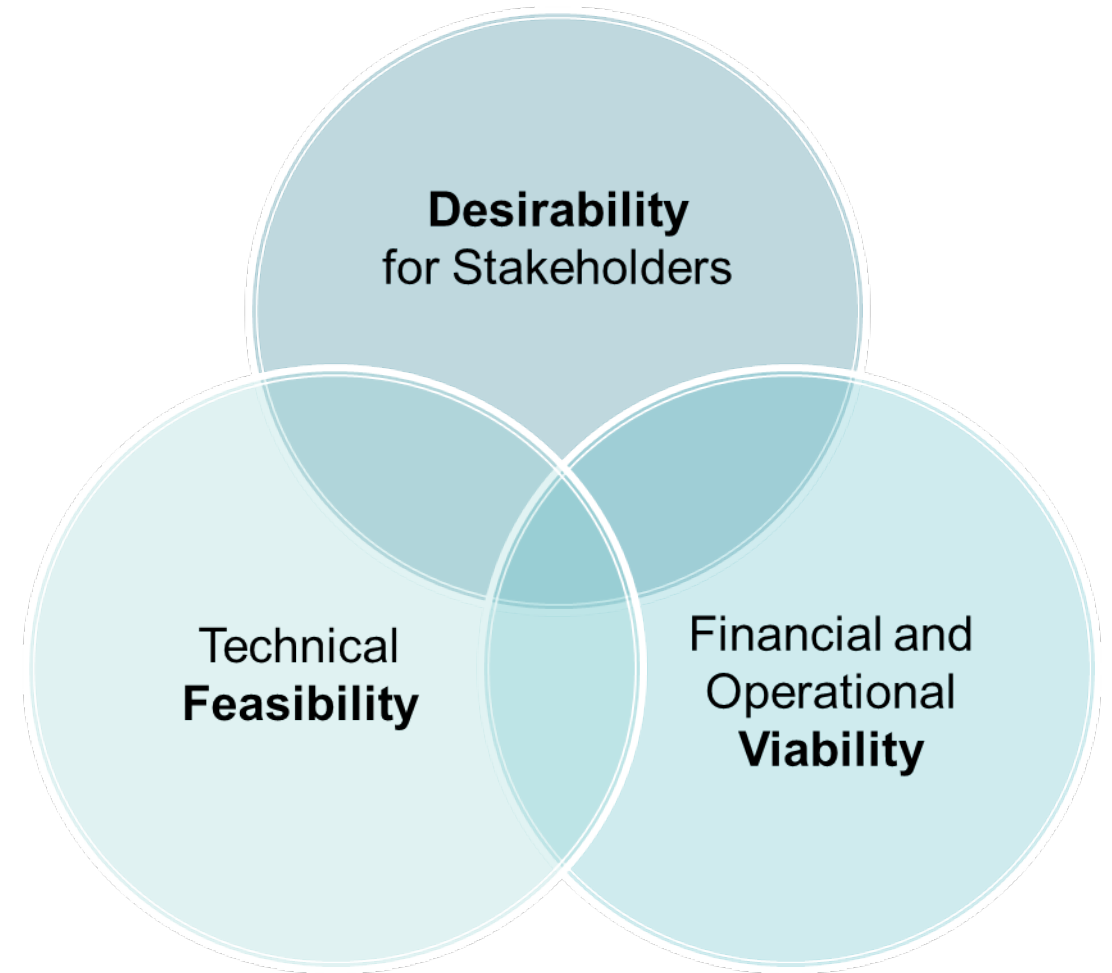 Desirability
for Stakeholders
Technical
Feasibility
Financial and
Operational
Viability